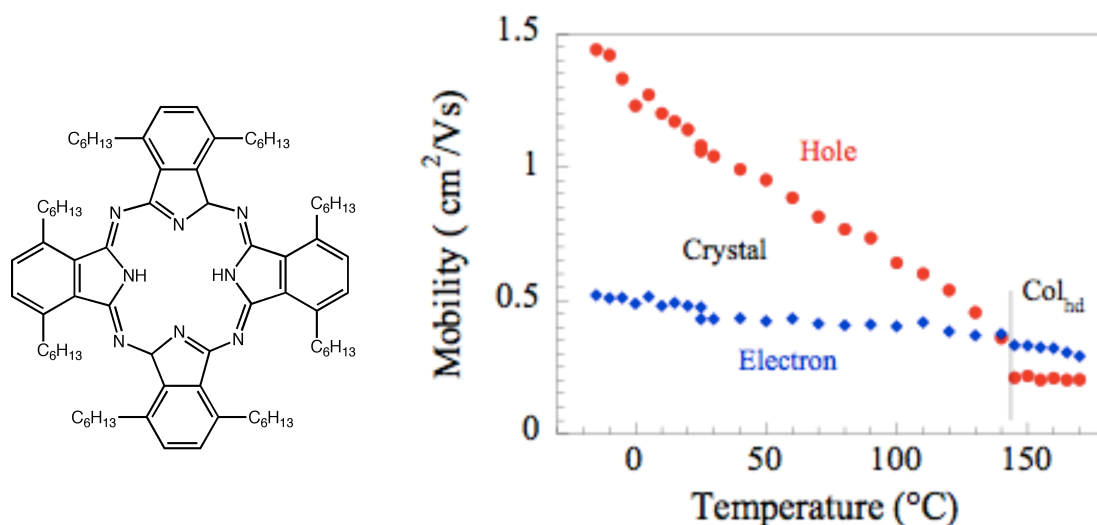 C₆H₁₃ C₆H₁₃
N N
N
C₆H₁₃ C₆H₁₃
NH HN
N
N N
C₆H₁₃ C₆H₁₃
C₆H₁₃ C₆H₁₃
1.5
1
0.5
0
Mobility ( cm²/Vs)
Hole
Crystal
Col_hd
Electron
0 50 100 150
Temperature (°C)